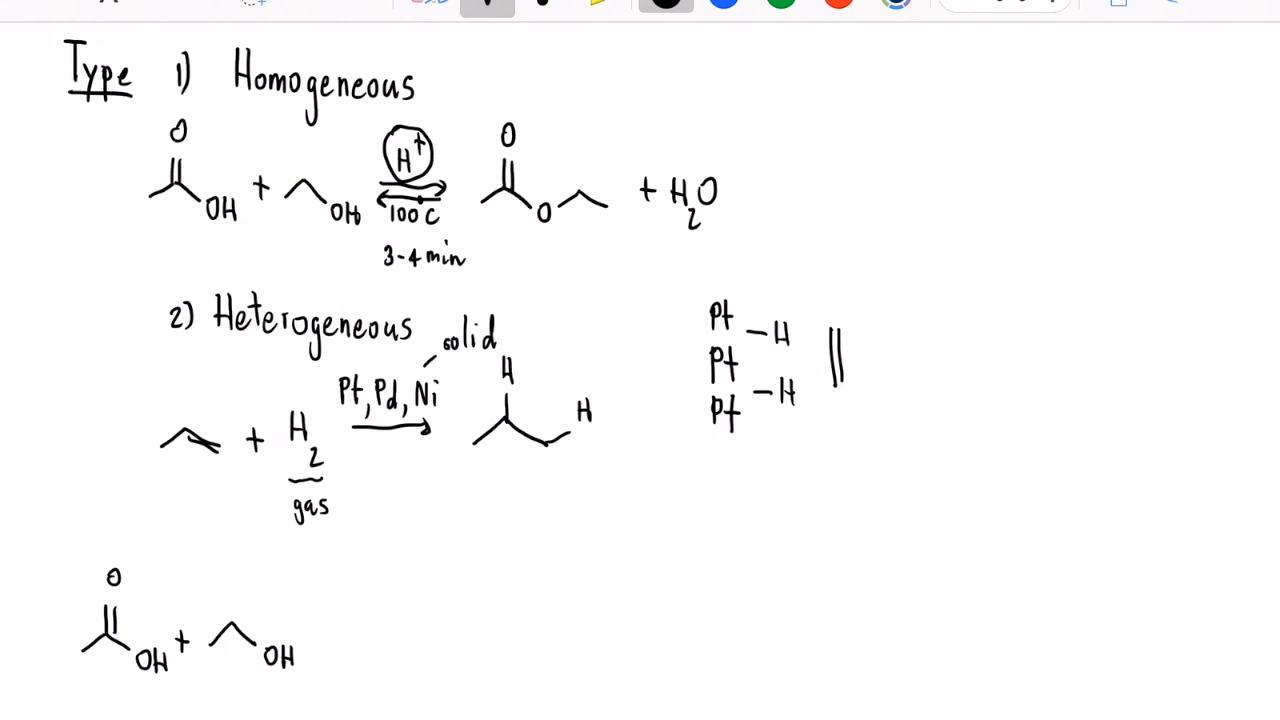 Type 1) Homogeneous
O O
H⁺
OH + OH 100 C O + H₂O
3-4 min
2) Heterogeneous
solid
Pt – H
H
Pt, Pd, Ni
Pt – H
+ H₂ H
Pt
gas
O
OH + OH